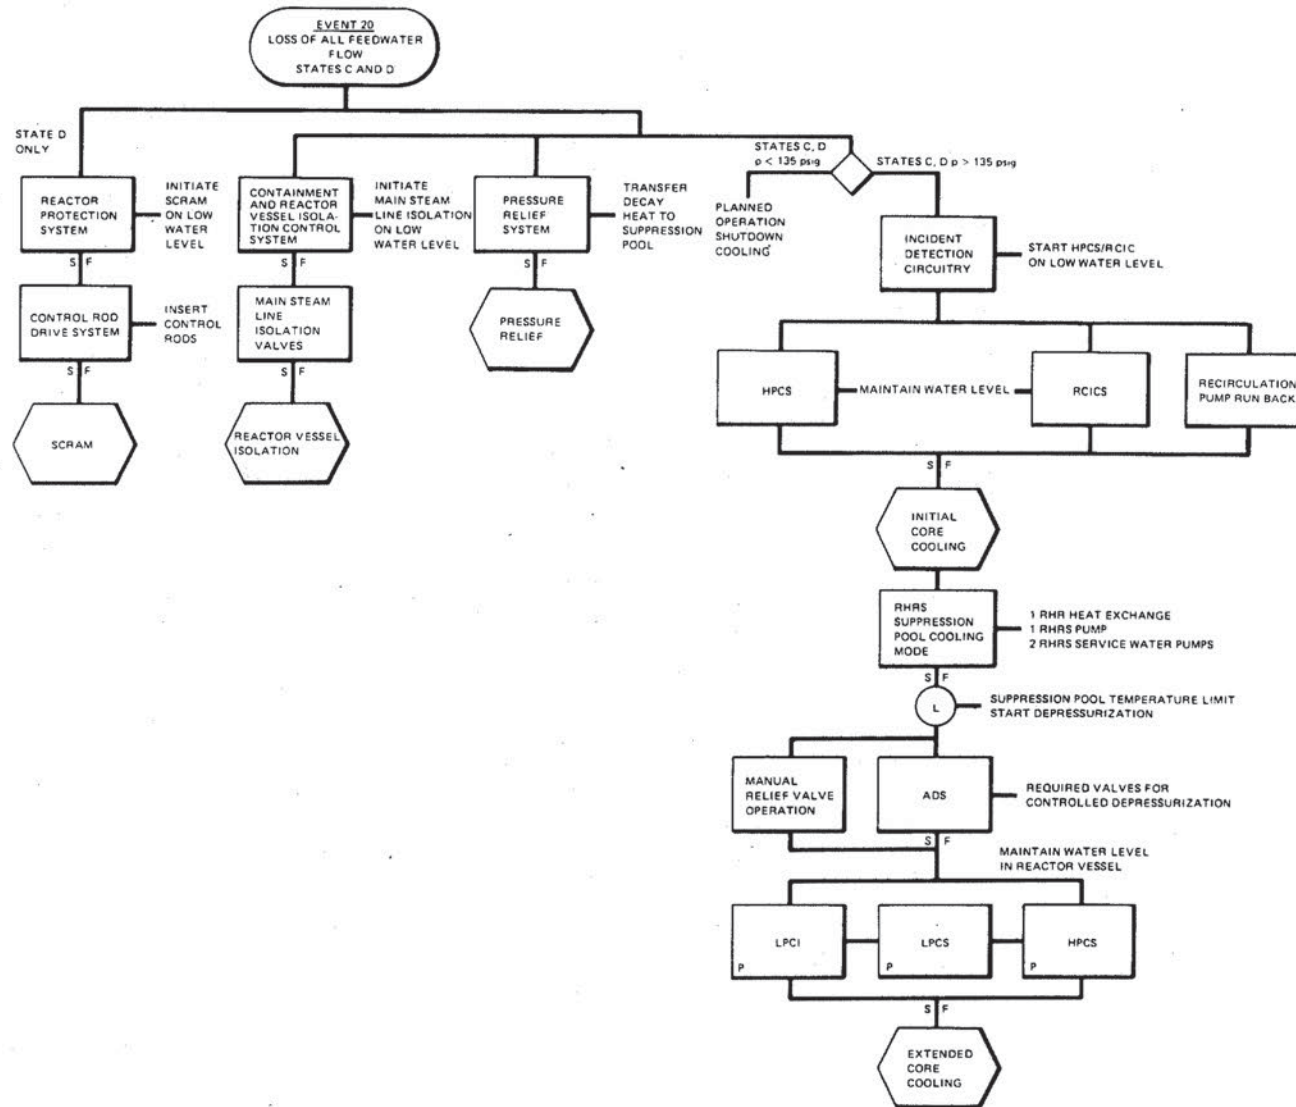 EVENT 20
LOSS OF ALL FEEDWATER
FLOW
STATES C AND D
STATE D
ONLY
STATES C, D
p < 135 psig
STATES C, D p > 135 psig
REACTOR
PROTECTION
SYSTEM
INITIATE
SCRAM
ON LOW
WATER
LEVEL
CONTAINMENT
AND REACTOR
VESSEL ISOLA-
TION CONTROL
SYSTEM
INITIATE
MAIN STEAM
LINE ISOLATION
ON LOW
WATER LEVEL
PRESSURE
RELIEF
SYSTEM
TRANSFER
DECAY
HEAT TO
SUPPRESSION
POOL
PLANNED
OPERATION
SHUTDOWN
COOLING
INCIDENT
DETECTION
CIRCUITRY
START HPCS/RCIC
ON LOW WATER LEVEL
S F
S F
S F
CONTROL ROD
DRIVE SYSTEM
INSERT
CONTROL
RODS
MAIN STEAM
LINE
ISOLATION
VALVES
PRESSURE
RELIEF
S F
S F
SCRAM
REACTOR VESSEL
ISOLATION
HPCS
MAINTAIN WATER LEVEL
RCICS
RECIRCULATION
PUMP RUN BACK
S F
INITIAL
CORE
COOLING
RHRS
SUPPRESSION
POOL COOLING
MODE
1 RHR HEAT EXCHANGE
1 RHRS PUMP
2 RHRS SERVICE WATER PUMPS
S F
L
SUPPRESSION POOL TEMPERATURE LIMIT
START DEPRESSURIZATION
MANUAL
RELIEF VALVE
OPERATION
ADS
REQUIRED VALVES FOR
CONTROLLED DEPRESSURIZATION
S F
MAINTAIN WATER LEVEL
IN REACTOR VESSEL
LPCI
P
LPCS
P
HPCS
P
S F
EXTENDED
CORE
COOLING